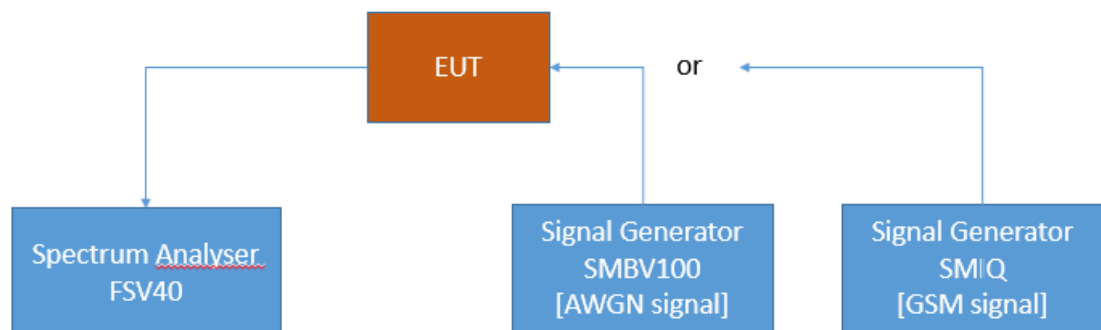 EUT
or
Spectrum Analyser
FSV40
Signal Generator
SMBV100
[AWGN signal]
Signal Generator
SMIQ
[GSM signal]